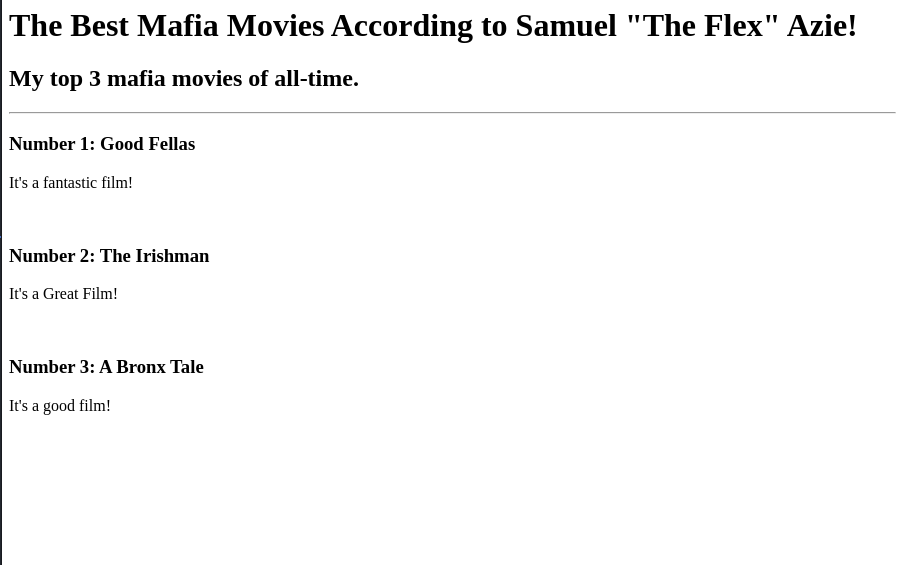 The Best Mafia Movies According to Samuel "The Flex" Azie!
My top 3 mafia movies of all-time.
Number 1: Good Fellas
It's a fantastic film!
Number 2: The Irishman
It's a Great Film!
Number 3: A Bronx Tale
It's a good film!